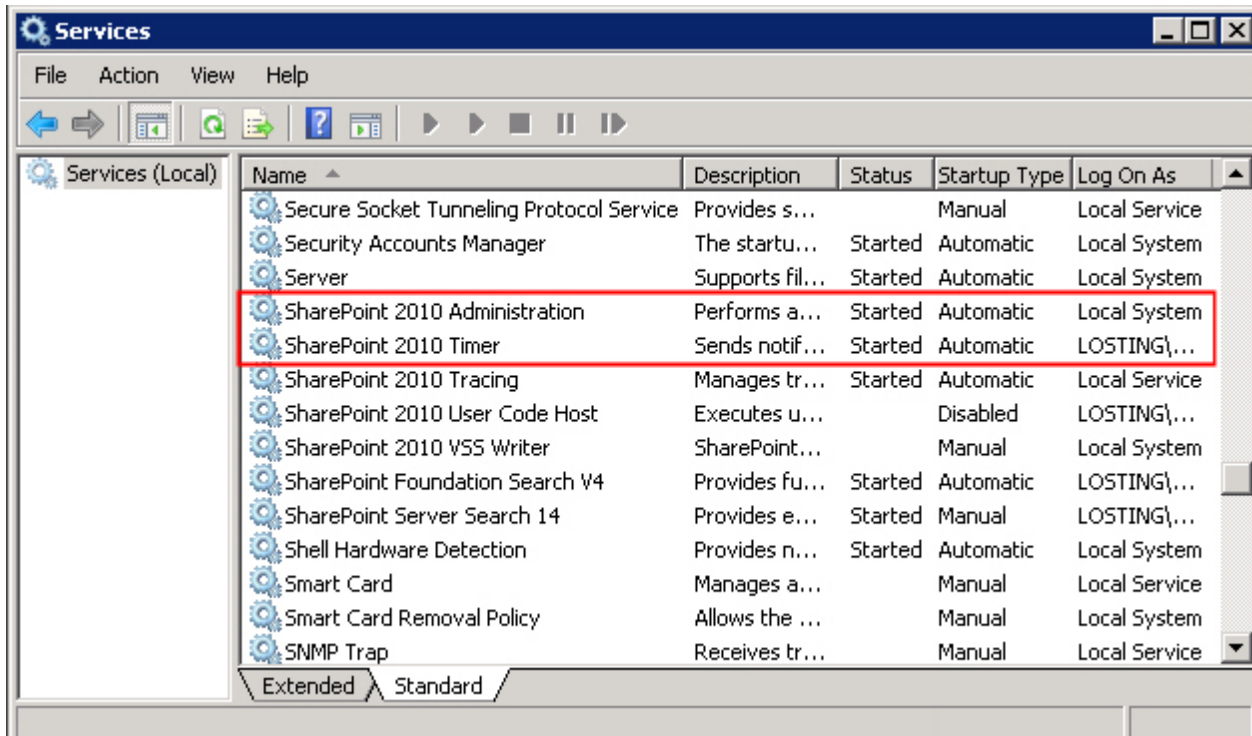 Services
File Action View Help
Services (Local)
Name Description Status Startup Type Log On As
Secure Socket Tunneling Protocol Service Provides s... Manual Local Service
Security Accounts Manager The startu... Started Automatic Local System
Server Supports fil... Started Automatic Local System
SharePoint 2010 Administration Performs a... Started Automatic Local System
SharePoint 2010 Timer Sends notif... Started Automatic LOSTING\...
SharePoint 2010 Tracing Manages tr... Started Automatic Local Service
SharePoint 2010 User Code Host Executes u... Disabled LOSTING\...
SharePoint 2010 VSS Writer SharePoint... Manual Local System
SharePoint Foundation Search V4 Provides fu... Started Automatic LOSTING\...
SharePoint Server Search 14 Provides e... Started Manual LOSTING\...
Shell Hardware Detection Provides n... Started Automatic Local System
Smart Card Manages a... Manual Local Service
Smart Card Removal Policy Allows the ... Manual Local System
SNMP Trap Receives tr... Manual Local Service
Extended Standard